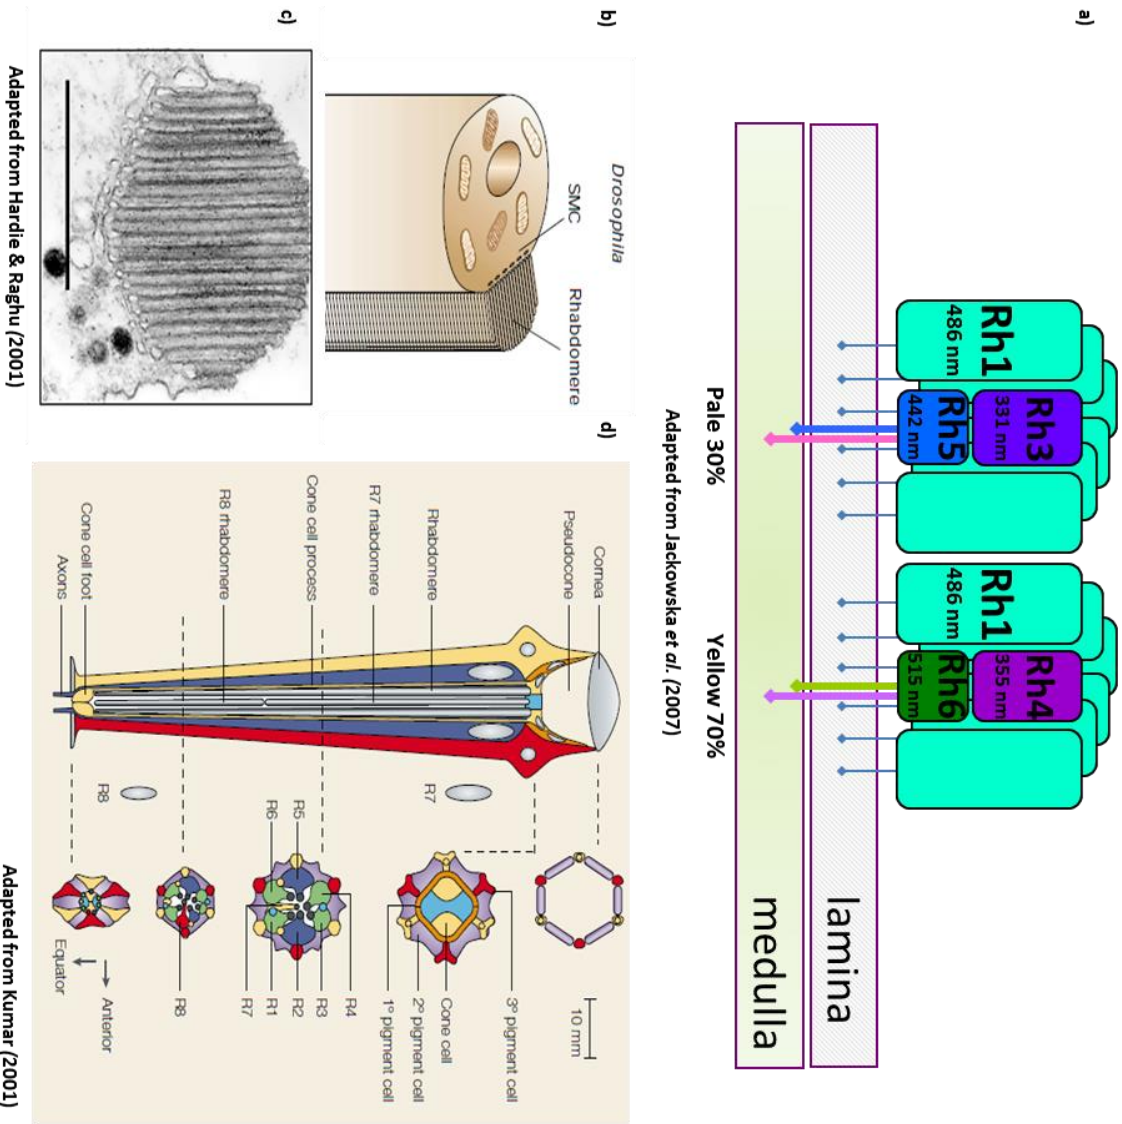 a)
Rh1
486 nm
Rh3
331 nm
Rh5
442 nm
Rh1
486 nm
Rh4
355 nm
Rh6
515 nm
lamina
medulla
Pale 30%
Yellow 70%
Adapted from Jackowska et al. (2007)
b)
Drosophila
SMC
Rhabdomere
c)
Adapted from Hardie & Raghu (2001)
d)
Cornea
Pseudocone
Rhabdomere
R7 rhabdomere
Cone cell process
R8 rhabdomere
Cone cell foot
Axons
R7
R8
10 mm
3º pigment cell
Cone cell
2º pigment cell
1º pigment cell
R5
R6
R4
R3
R2
R1
R7
R8
Anterior
Equator
Adapted from Kumar (2001)